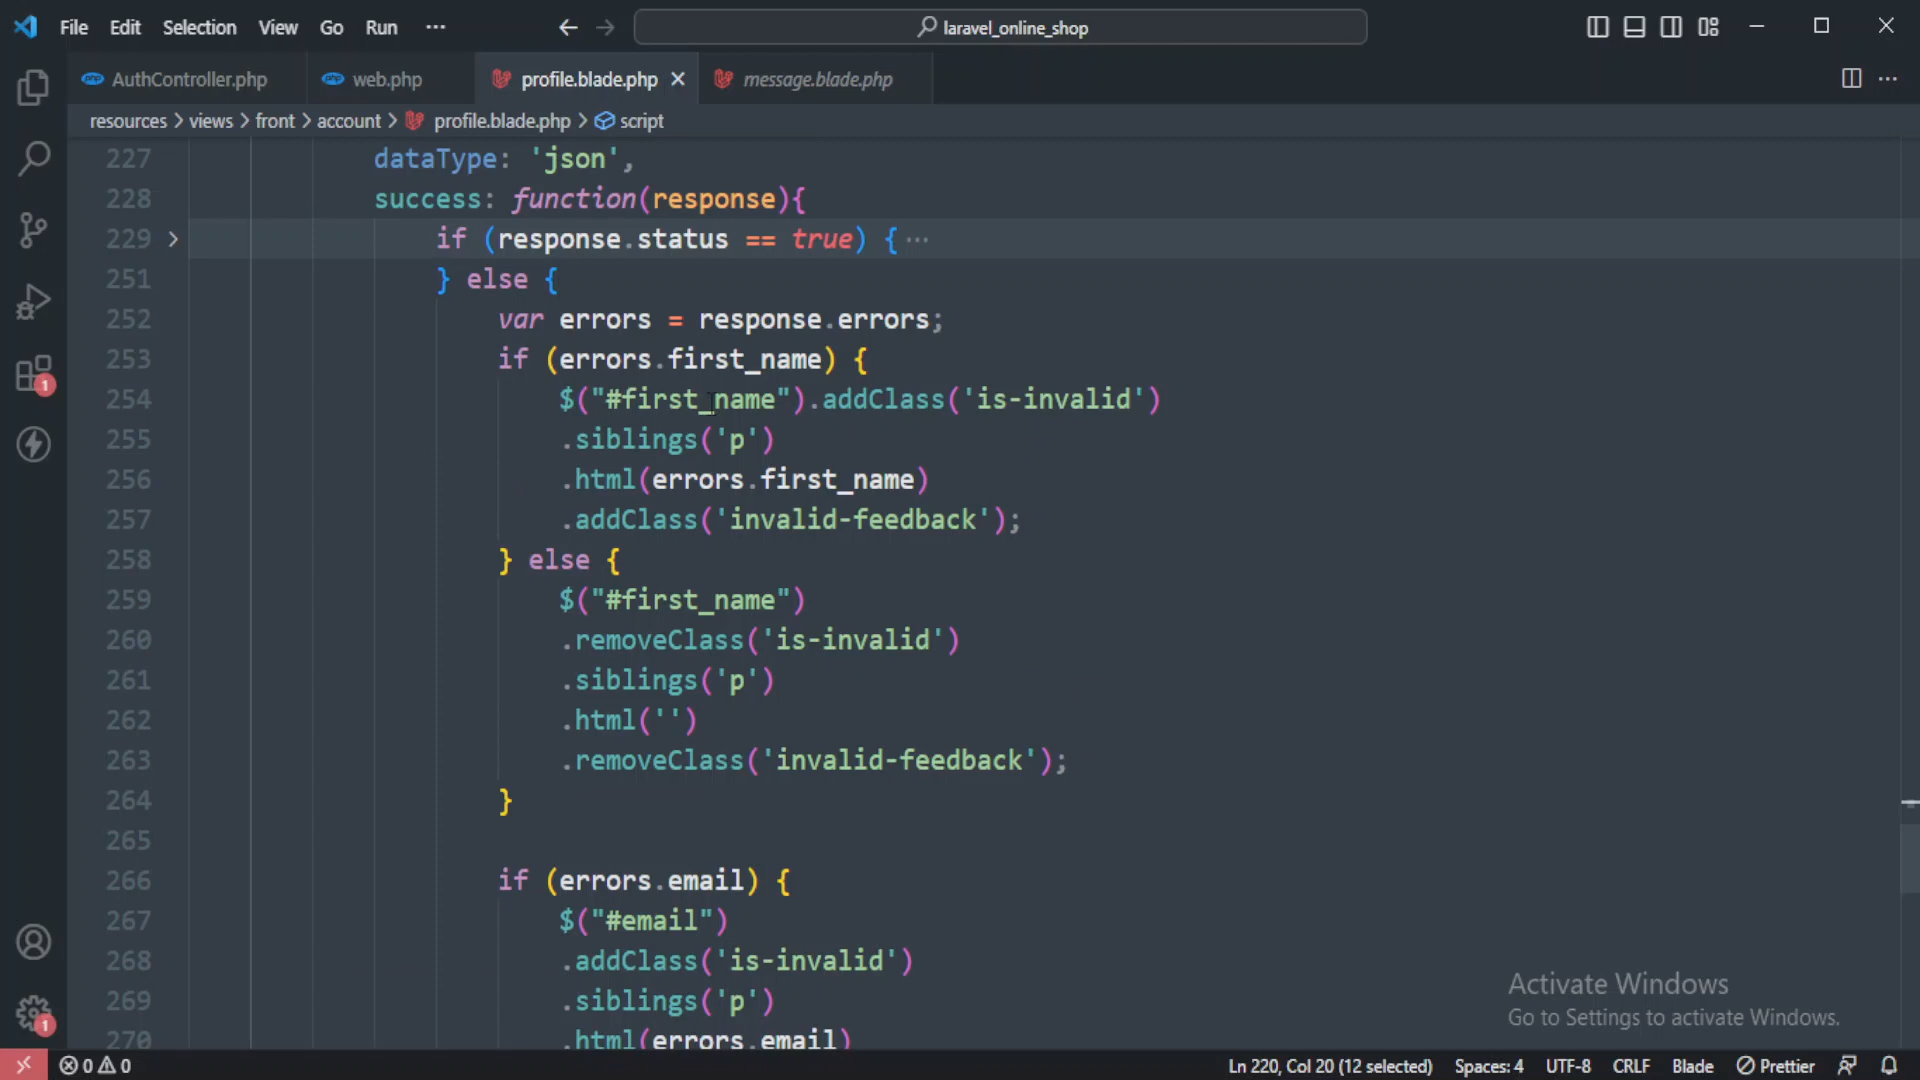 File Edit Selection View Go Run ··· laravel_online_shop
AuthController.php web.php profile.blade.php message.blade.php
resources > views > front > account > profile.blade.php > script
227 dataType: 'json',
228 success: function(response){
229 if (response.status == true) {···
251 } else {
252 var errors = response.errors;
253 if (errors.first_name) {
254 $("#first_name").addClass('is-invalid')
255 .siblings('p')
256 .html(errors.first_name)
257 .addClass('invalid-feedback');
258 } else {
259 $("#first_name")
260 .removeClass('is-invalid')
261 .siblings('p')
262 .html('')
263 .removeClass('invalid-feedback');
264 }
265
266 if (errors.email) {
267 $("#email")
268 .addClass('is-invalid')
269 .siblings('p')
270 .html(errors.email)
1
1
Activate Windows
Go to Settings to activate Windows.
0 0 Ln 220, Col 20 (12 selected) Spaces: 4 UTF-8 CRLF Blade Prettier